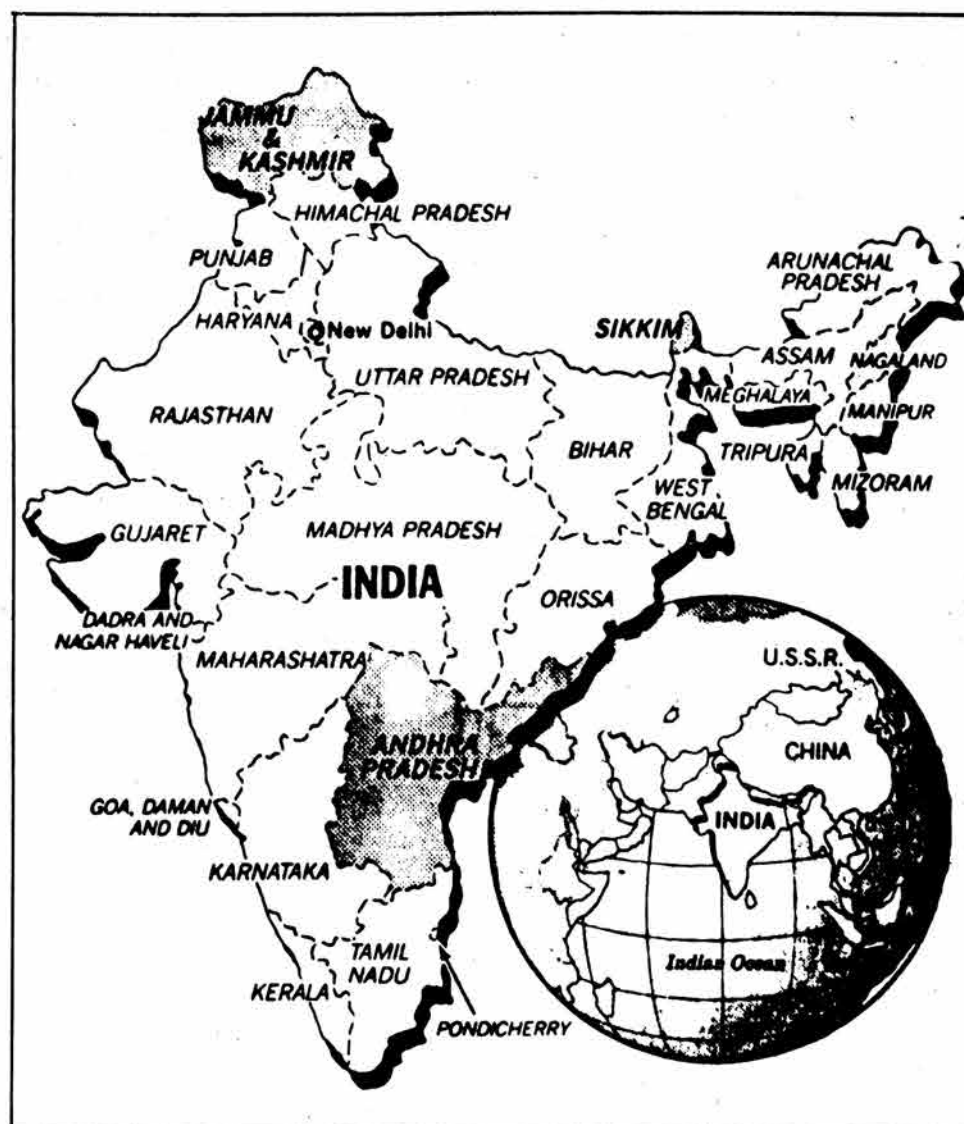 JAMMU
&
KASHMIR
HIMACHAL PRADESH
PUNJAB
ARUNACHAL
PRADESH
HARYANA
New Delhi
SIKKIM
ASSAM
NAGALAND
UTTAR PRADESH
MEGHALAYA
RAJASTHAN
MANIPUR
BIHAR
TRIPURA
MIZORAM
WEST
BENGAL
GUJARET
MADHYA PRADESH
INDIA
ORISSA
DADRA AND
NAGAR HAVELI
MAHARASHATRA
U.S.S.R.
CHINA
ANDHRA
PRADESH
GOA, DAMAN
AND DIU
INDIA
KARNATAKA
TAMIL
NADU
Indian Ocean
KERALA
PONDICHERRY